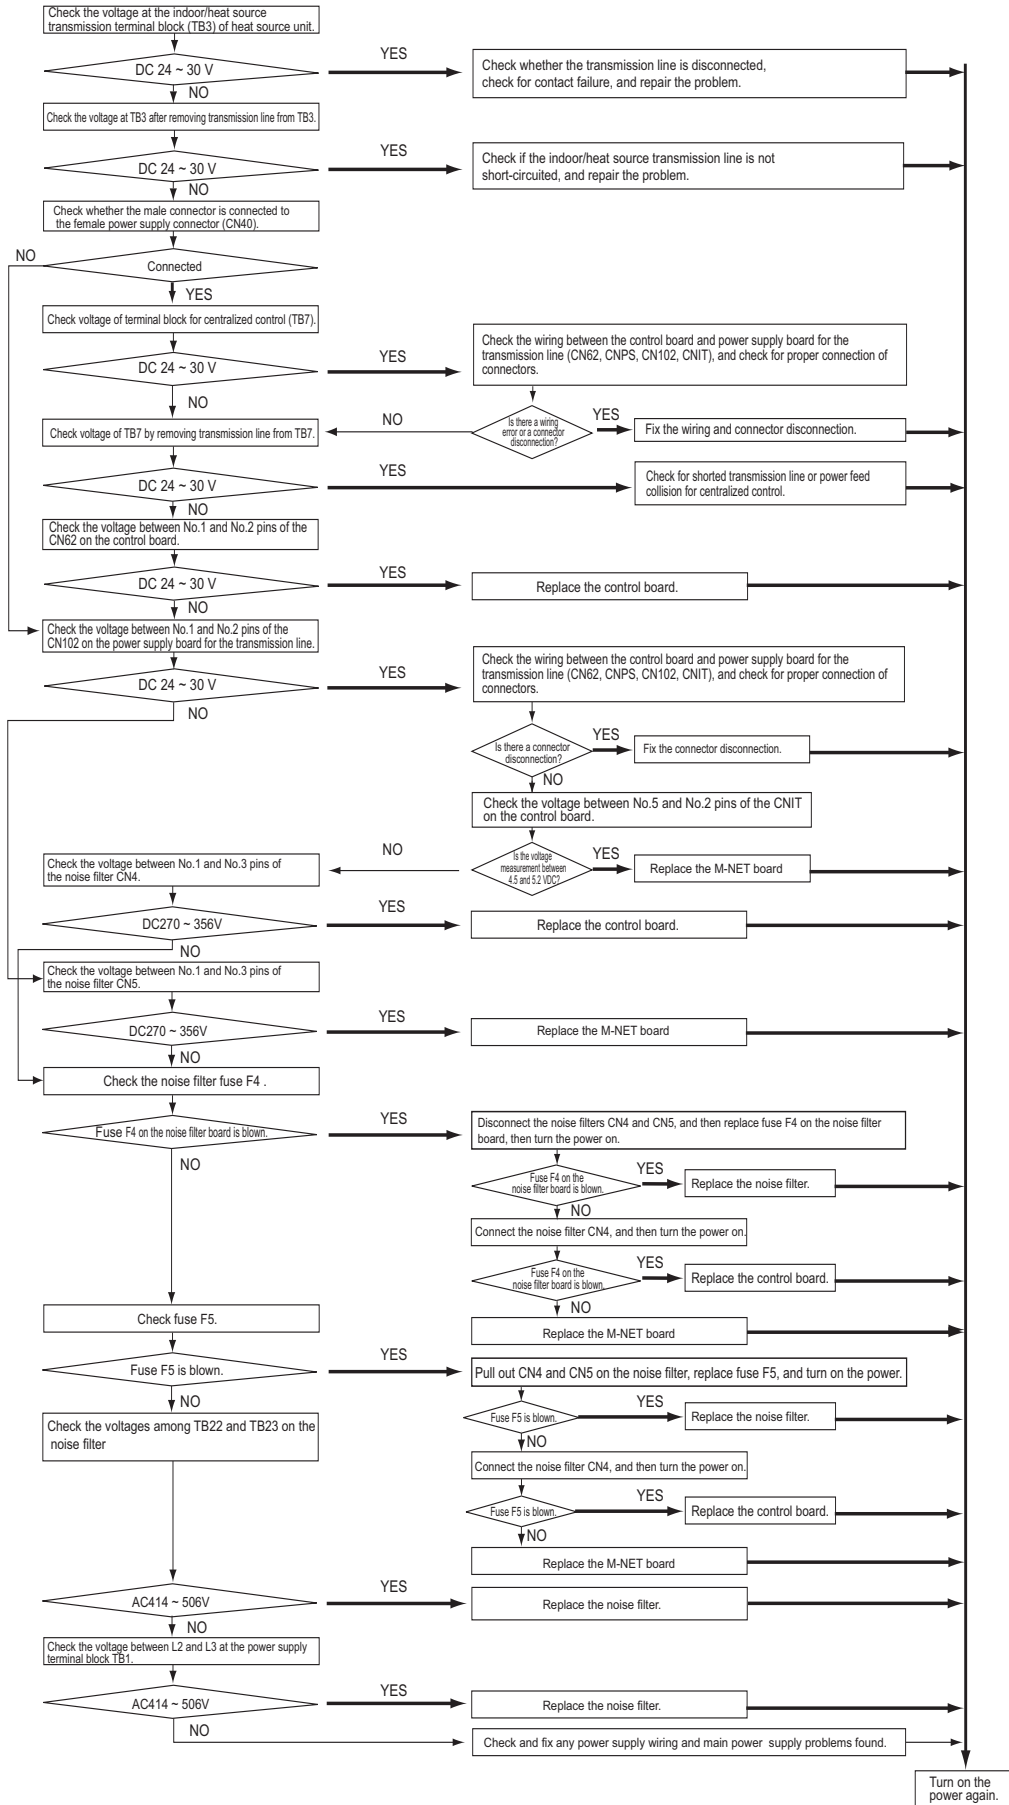 Check the voltage at the indoor/heat source
transmission terminal block (TB3) of heat source unit.
YES
DC 24 ~ 30 V
Check whether the transmission line is disconnected,
check for contact failure, and repair the problem.
NO
Check the voltage at TB3 after removing transmission line from TB3.
YES
DC 24 ~ 30 V
Check if the indoor/heat source transmission line is not
short-circuited, and repair the problem.
NO
Check whether the male connector is connected to
the female power supply connector (CN40).
NO
Connected
YES
Check voltage of terminal block for centralized control (TB7).
YES
DC 24 ~ 30 V
Check the wiring between the control board and power supply board for the
transmission line (CN62, CNPS, CN102, CNIT), and check for proper connection of
connectors.
NO
NO
Is there a wiring
error or a connector
disconnection?
YES
Fix the wiring and connector disconnection.
Check voltage of TB7 by removing transmission line from TB7.
YES
DC 24 ~ 30 V
Check for shorted transmission line or power feed
collision for centralized control.
NO
Check the voltage between No.1 and No.2 pins of the
CN62 on the control board.
YES
DC 24 ~ 30 V
Replace the control board.
NO
Check the voltage between No.1 and No.2 pins of the
CN102 on the power supply board for the transmission line.
YES
DC 24 ~ 30 V
Check the wiring between the control board and power supply board for the
transmission line (CN62, CNPS, CN102, CNIT), and check for proper connection of
connectors.
NO
Is there a connector
disconnection?
YES
Fix the connector disconnection.
NO
Check the voltage between No.5 and No.2 pins of the CNIT
on the control board.
NO
Is the voltage
measurement between
4.5 and 5.2 VDC?
YES
Replace the M-NET board
Check the voltage between No.1 and No.3 pins of
the noise filter CN4.
YES
DC270 ~ 356V
Replace the control board.
NO
Check the voltage between No.1 and No.3 pins of
the noise filter CN5.
YES
DC270 ~ 356V
Replace the M-NET board
NO
Check the noise filter fuse F4 .
YES
Fuse F4 on the noise filter board is blown.
Disconnect the noise filters CN4 and CN5, and then replace fuse F4 on the noise filter
board, then turn the power on.
NO
Fuse F4 on the
noise filter board is blown.
YES
Replace the noise filter.
NO
Connect the noise filter CN4, and then turn the power on.
Fuse F4 on the
noise filter board is blown.
YES
Replace the control board.
NO
Replace the M-NET board
Check fuse F5.
YES
Fuse F5 is blown.
Pull out CN4 and CN5 on the noise filter, replace fuse F5, and turn on the power.
NO
Fuse F5 is blown.
YES
Replace the noise filter.
NO
Check the voltages among TB22 and TB23 on the
noise filter
Connect the noise filter CN4, and then turn the power on.
Fuse F5 is blown.
YES
Replace the control board.
NO
Replace the M-NET board
YES
AC414 ~ 506V
Replace the noise filter.
NO
Check the voltage between L2 and L3 at the power supply
terminal block TB1.
YES
AC414 ~ 506V
Replace the noise filter.
NO
Check and fix any power supply wiring and main power supply problems found.
Turn on the
power again.